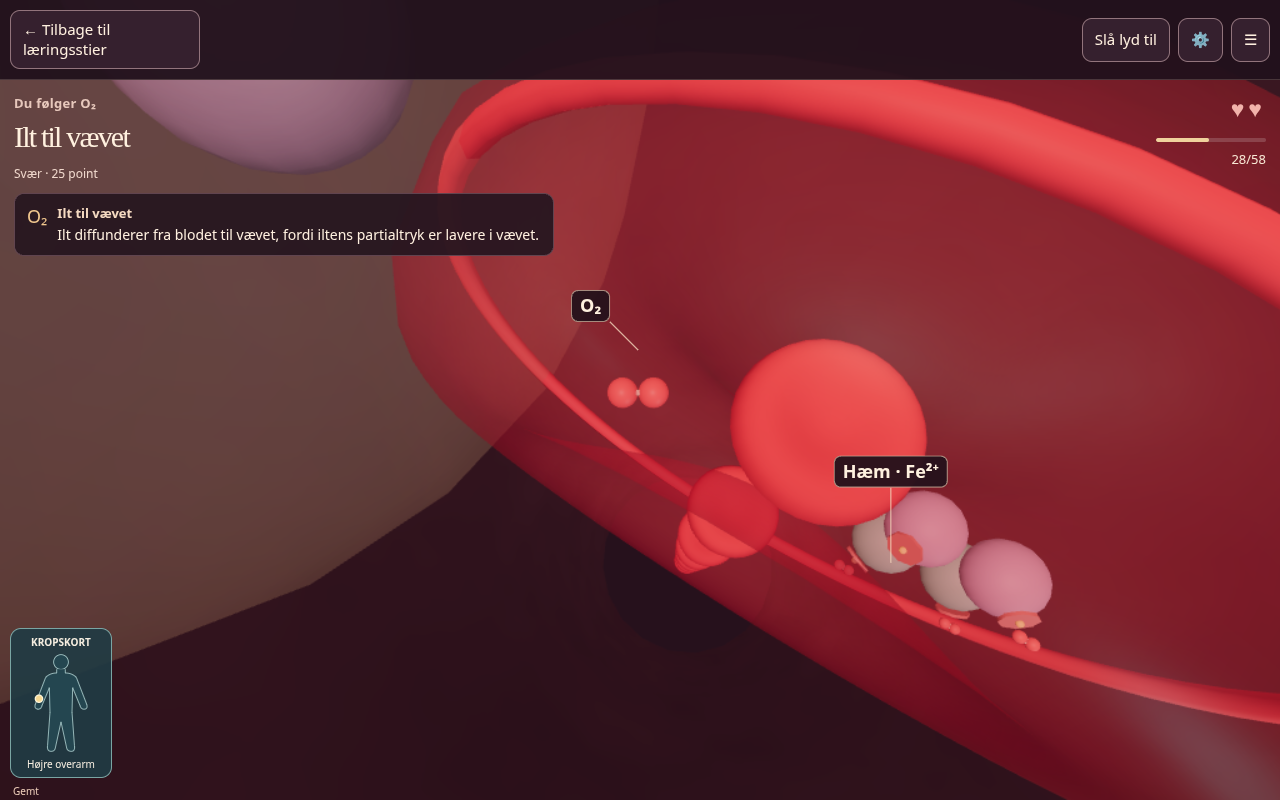 ← Tilbage til
læringsstier
Slå lyd til
Du følger O₂
Ilt til vævet
Svær · 25 point
28/58
O₂
Ilt til vævet
Ilt diffunderer fra blodet til vævet, fordi iltens partialtryk er lavere i vævet.
O₂
Hæm · Fe²⁺
KROPSKORT
Højre overarm
Gemt